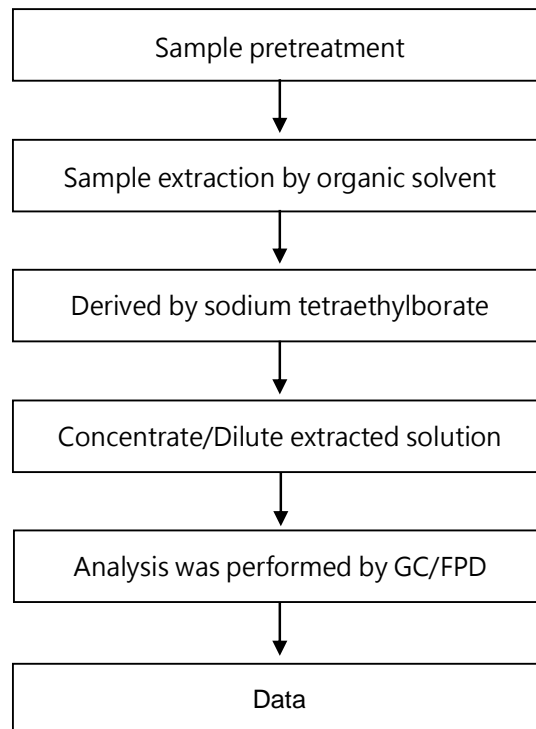 Sample pretreatment
Sample extraction by organic solvent
Derived by sodium tetraethylborate
Concentrate/Dilute extracted solution
Analysis was performed by GC/FPD
Data